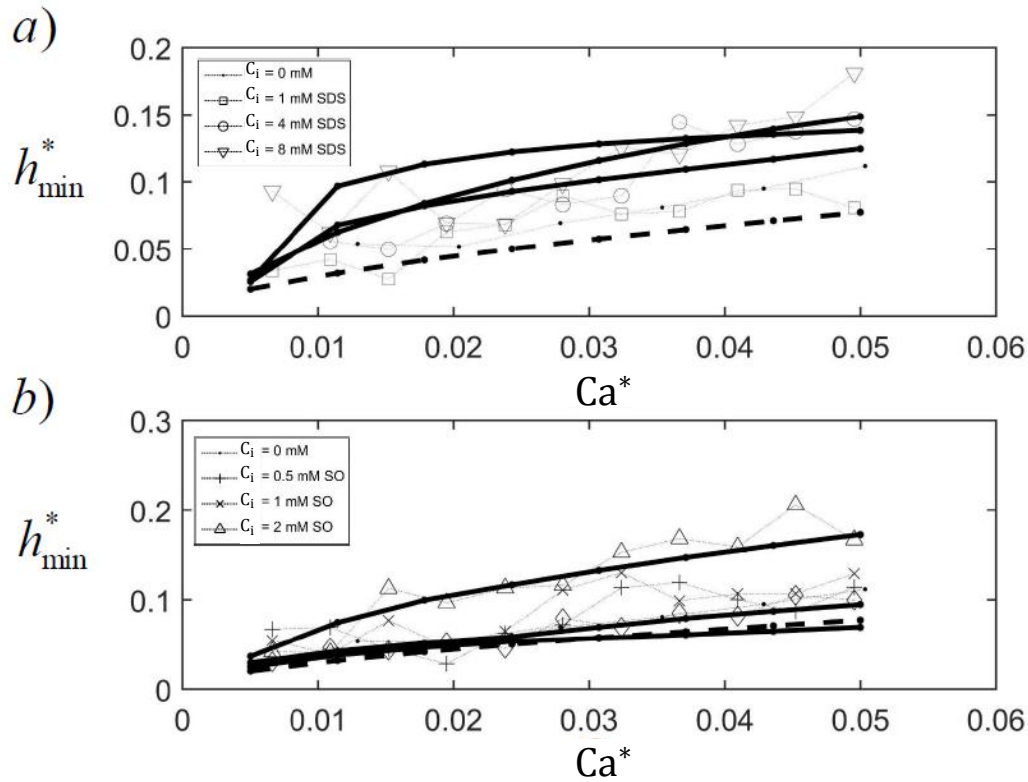 a)
0.2
0.15
0.1
0.05
0
h*min
C_i = 0 mM
C_i = 1 mM SDS
C_i = 4 mM SDS
C_i = 8 mM SDS
0 0.01 0.02 0.03 0.04 0.05 0.06
Ca*
b)
0.3
0.2
0.1
0
h*min
C_i = 0 mM
C_i = 0.5 mM SO
C_i = 1 mM SO
C_i = 2 mM SO
0 0.01 0.02 0.03 0.04 0.05 0.06
Ca*